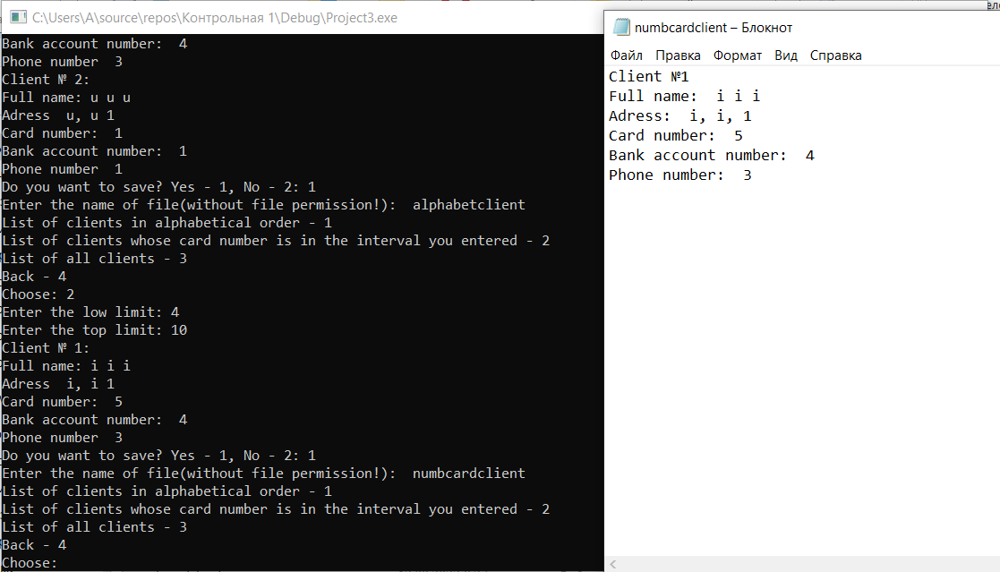 C:\Users\A\source\repos\Контрольная 1\Debug\Project3.exe
Bank account number:  4
Phone number  3
Client № 2:
Full name: u u u
Adress  u, u 1
Card number:  1
Bank account number:  1
Phone number  1
Do you want to save? Yes - 1, No - 2: 1
Enter the name of file(without file permission!):  alphabetclient
List of clients in alphabetical order - 1
List of clients whose card number is in the interval you entered - 2
List of all clients - 3
Back - 4
Choose: 2
Enter the low limit: 4
Enter the top limit: 10
Client № 1:
Full name: i i i
Adress  i, i 1
Card number:  5
Bank account number:  4
Phone number  3
Do you want to save? Yes - 1, No - 2: 1
Enter the name of file(without file permission!):  numbcardclient
List of clients in alphabetical order - 1
List of clients whose card number is in the interval you entered - 2
List of all clients - 3
Back - 4
Choose:
numbcardclient – Блокнот
Файл Правка Формат Вид Справка
Client №1
Full name:  i i i
Adress:  i, i, 1
Card number:  5
Bank account number:  4
Phone number:  3